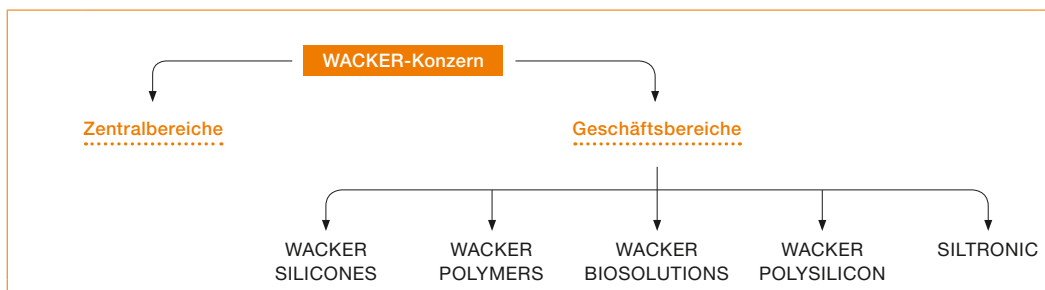 WACKER-Konzern
Zentralbereiche
Geschäftsbereiche
WACKER
SILICONES
WACKER
POLYMERS
WACKER
BIOSOLUTIONS
WACKER
POLYSILICON
SILTRONIC